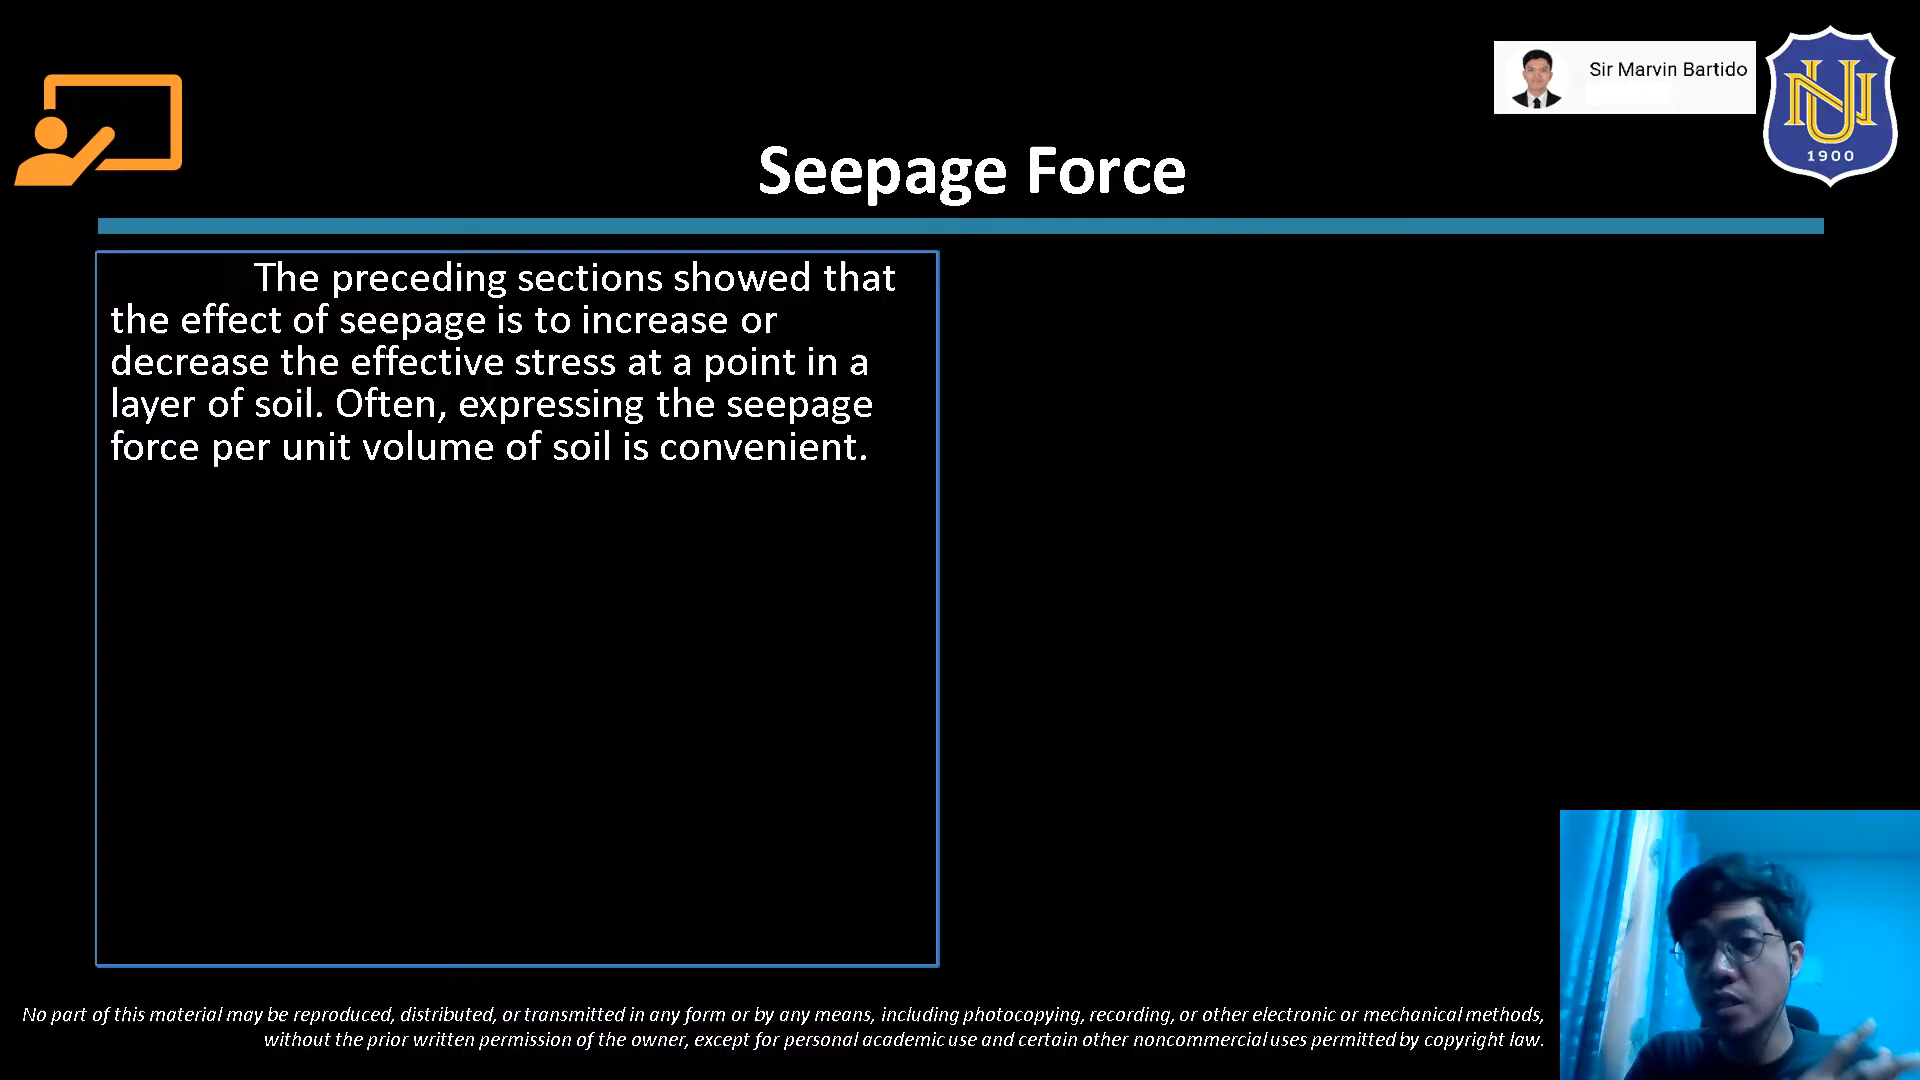 Sir Marvin Bartido
NU
1900
Seepage Force
The preceding sections showed that
the effect of seepage is to increase or
decrease the effective stress at a point in a
layer of soil. Often, expressing the seepage
force per unit volume of soil is convenient.
No part of this material may be reproduced, distributed, or transmitted in any form or by any means, including photocopying, recording, or other electronic or mechanical methods,
without the prior written permission of the owner, except for personal academic use and certain other noncommercial uses permitted by copyright law.